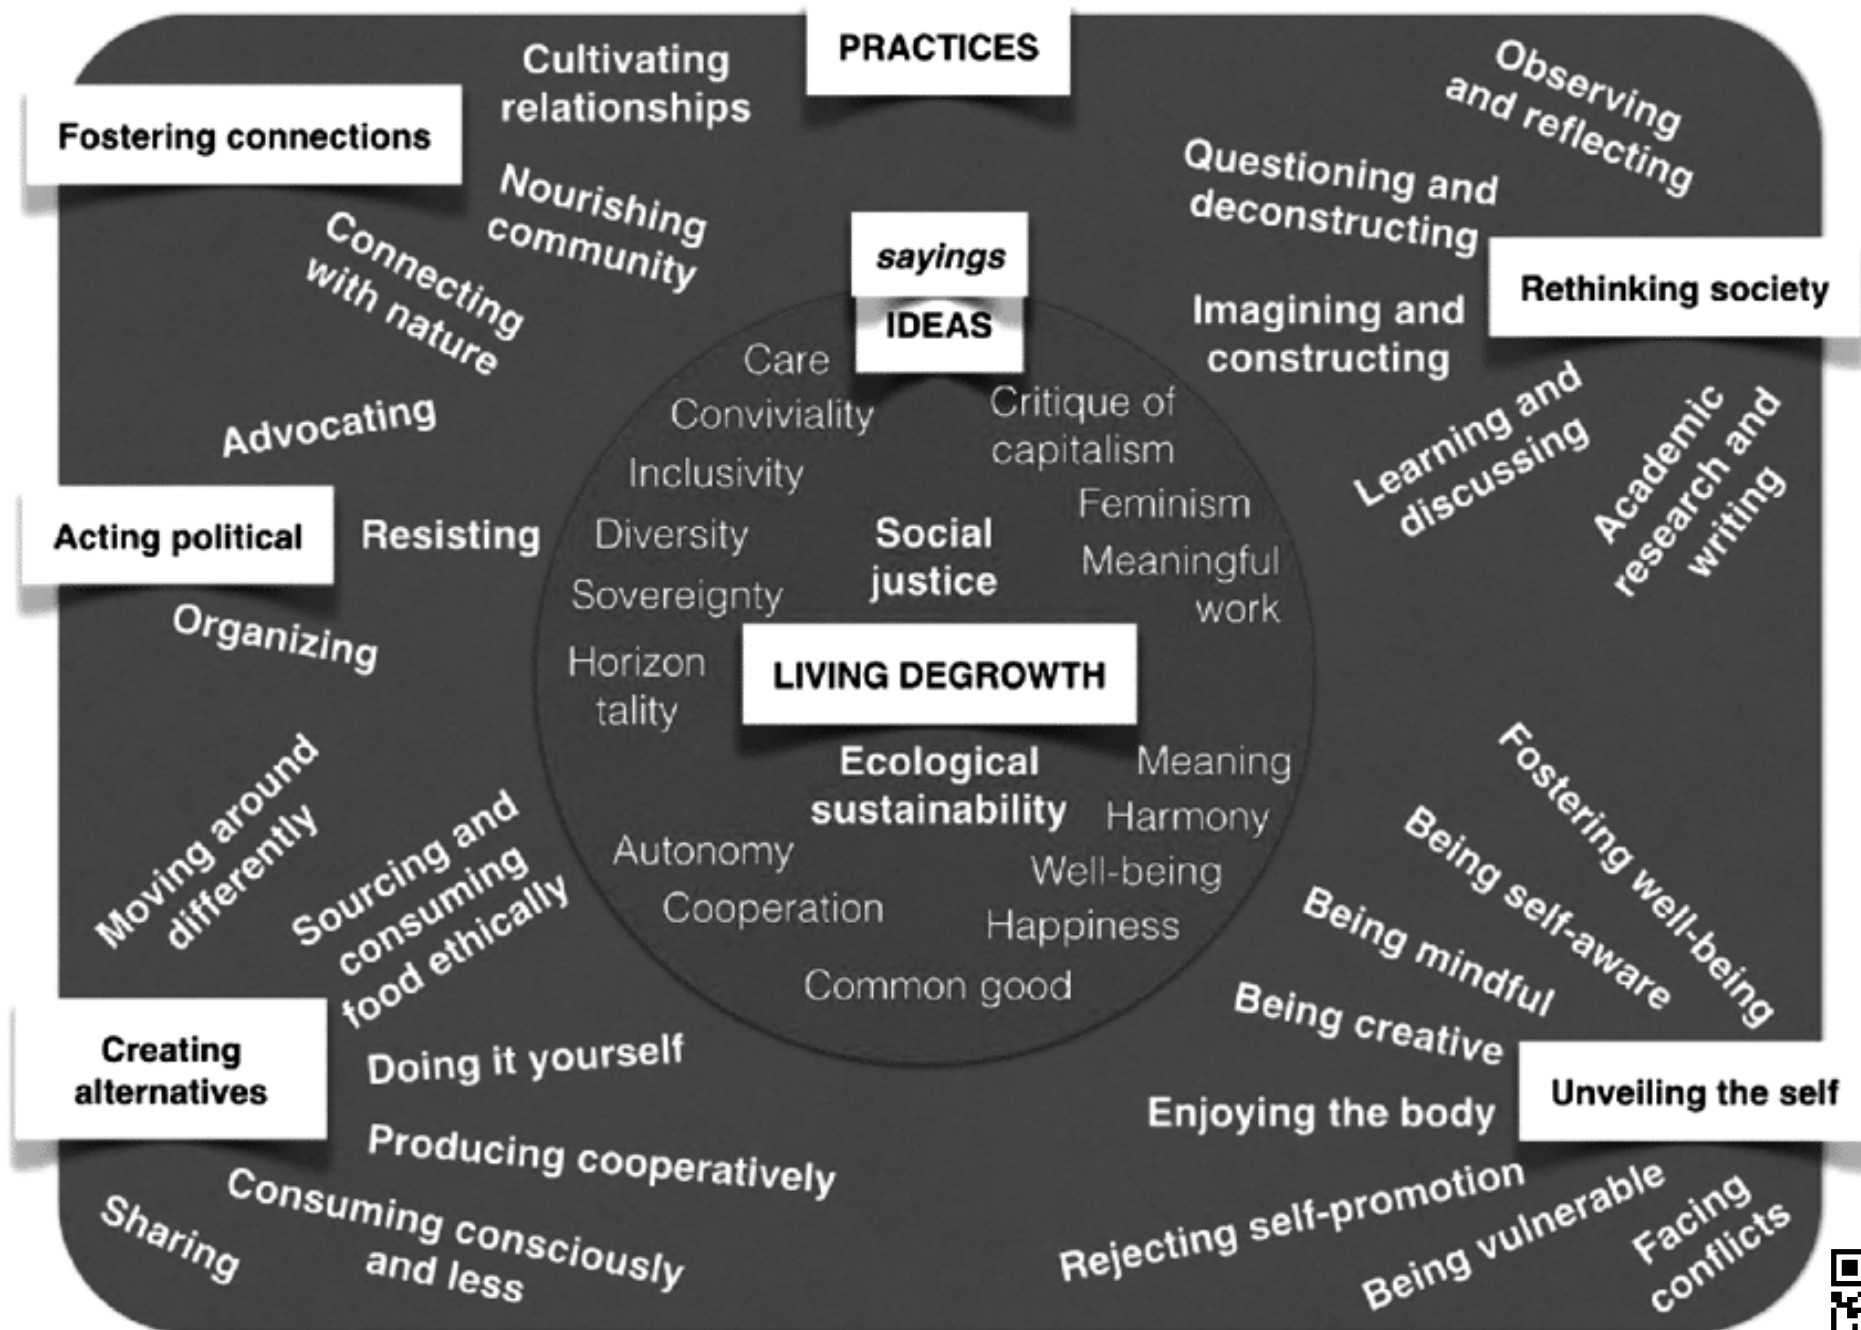 PRACTICES
Fostering connections
Cultivating
relationships
Nourishing
community
Connecting
with nature
Observing
and reflecting
Questioning and
deconstructing
Rethinking society
Imagining and
constructing
Learning and
discussing
Academic
research and
writing
Advocating
Acting political
Resisting
Organizing
sayings
IDEAS
Care
Conviviality
Inclusivity
Diversity
Sovereignty
Horizon
tality
Critique of
capitalism
Feminism
Meaningful
work
Social
justice
LIVING DEGROWTH
Ecological
sustainability
Meaning
Harmony
Well-being
Happiness
Autonomy
Cooperation
Common good
Moving around
differently
Sourcing and
consuming
food ethically
Creating
alternatives
Doing it yourself
Producing cooperatively
Consuming consciously
and less
Sharing
Fostering well-being
Being self-aware
Being mindful
Being creative
Enjoying the body
Unveiling the self
Rejecting self-promotion
Being vulnerable
Facing
conflicts